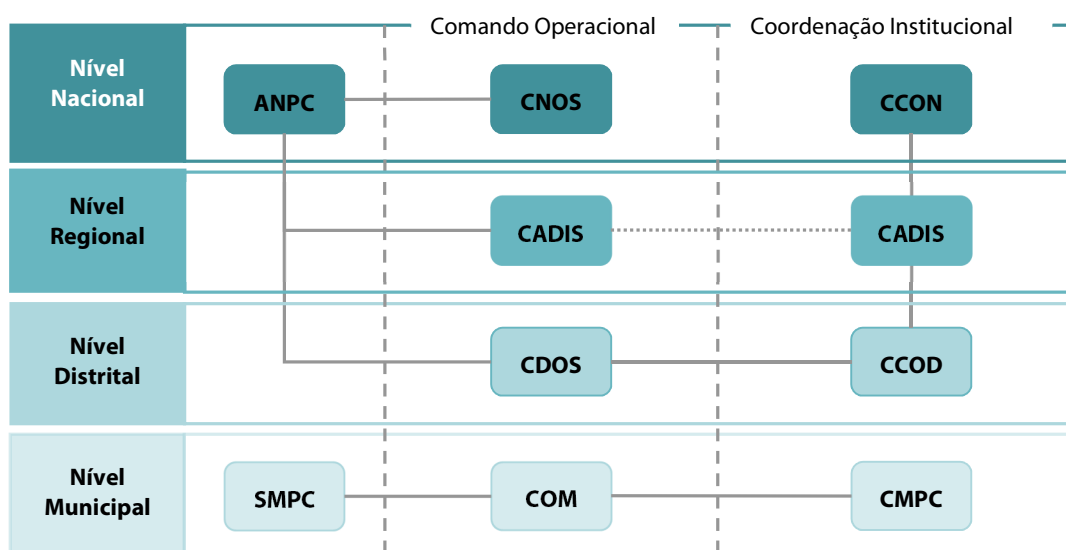 Comando Operacional
Coordenação Institucional
Nível
Nacional
ANPC
CNOS
CCON
Nível
Regional
CADIS
CADIS
Nível
Distrital
CDOS
CCOD
Nível
Municipal
SMPC
COM
CMPC